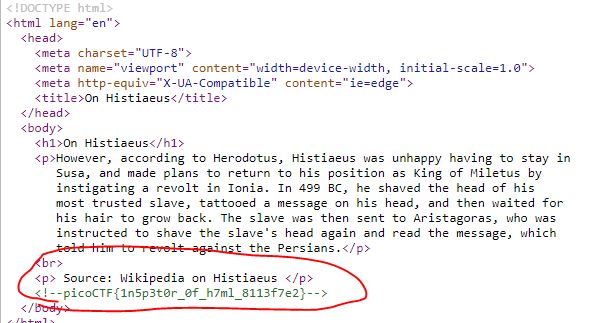 <!DOCTYPE html>
<html lang="en">
<head>
<meta charset="UTF-8">
<meta name="viewport" content="width=device-width, initial-scale=1.0">
<meta http-equiv="X-UA-Compatible" content="ie=edge">
<title>On Histiaeus</title>
</head>
<body>
<h1>On Histiaeus</h1>
<p>However, according to Herodotus, Histiaeus was unhappy having to stay in
Susa, and made plans to return to his position as King of Miletus by
instigating a revolt in Ionia. In 499 BC, he shaved the head of his
most trusted slave, tattooed a message on his head, and then waited for
his hair to grow back. The slave was then sent to Aristagoras, who was
instructed to shave the slave's head again and read the message, which
told him to revolt against the Persians.</p>
<br>
<p> Source: Wikipedia on Histiaeus </p>
<!--picoCTF{1n5p3t0r_0f_h7ml_8113f7e2}-->
</body>
</html>